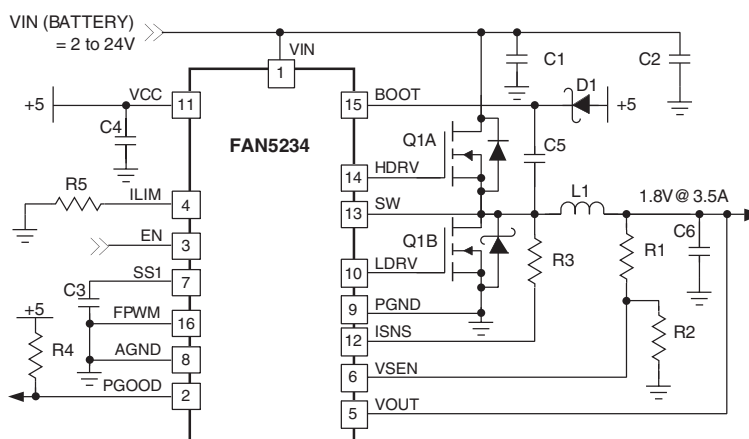 VIN (BATTERY)
= 2 to 24V
VIN
1
C1
C2
+5
VCC
11
C4
FAN5234
15
BOOT
D1
+5
Q1A
C5
14
HDRV
R5
ILIM
4
13
SW
L1
1.8V@ 3.5A
EN
3
Q1B
C6
10
LDRV
R3
R1
SS1
7
C3
9
PGND
+5
FPWM
16
12
ISNS
R2
R4
AGND
8
6
VSEN
PGOOD
2
5
VOUT